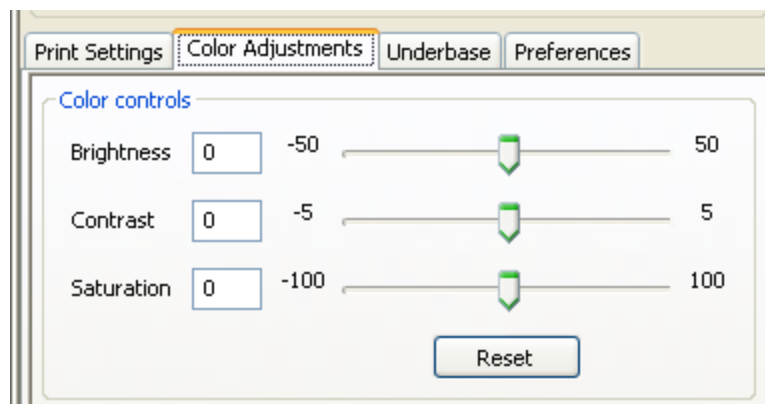 Print Settings Color Adjustments Underbase Preferences
Color controls
Brightness 0 -50 50
Contrast 0 -5 5
Saturation 0 -100 100
Reset